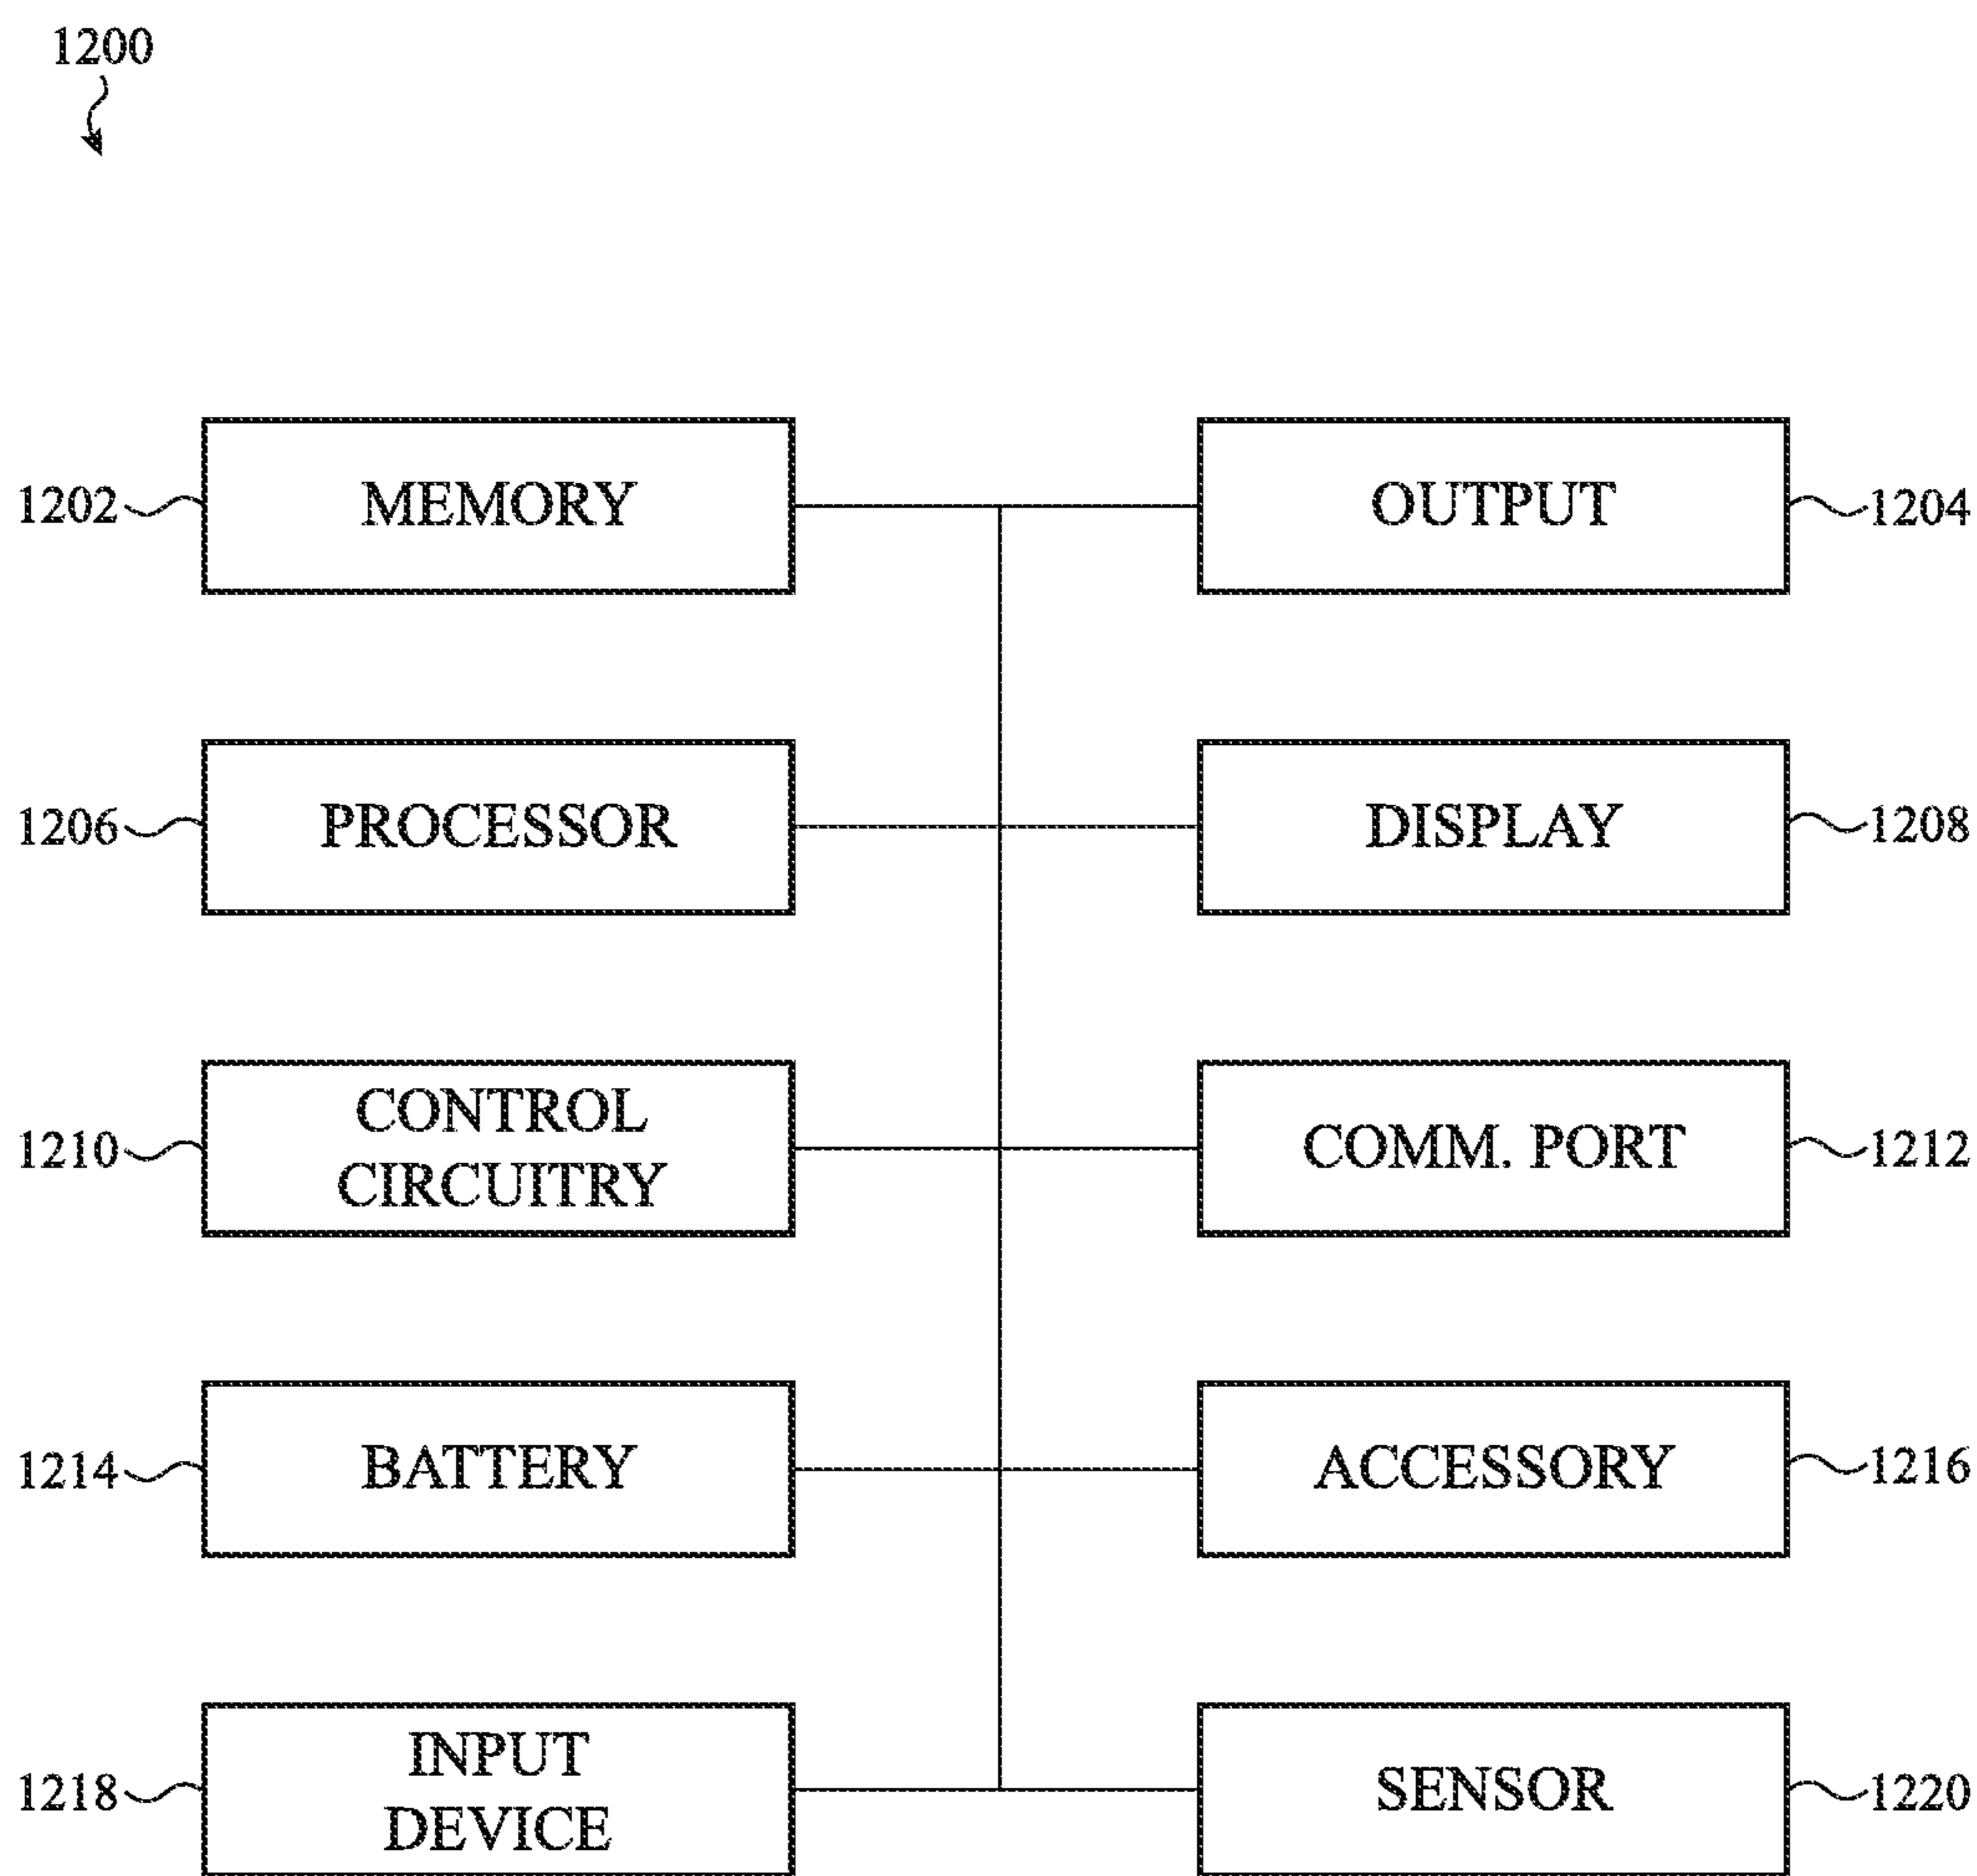 1200
1202 MEMORY OUTPUT 1204
1206 PROCESSOR DISPLAY 1208
1210 CONTROL
CIRCUITRY COMM. PORT 1212
1214 BATTERY ACCESSORY 1216
1218 INPUT
DEVICE SENSOR 1220